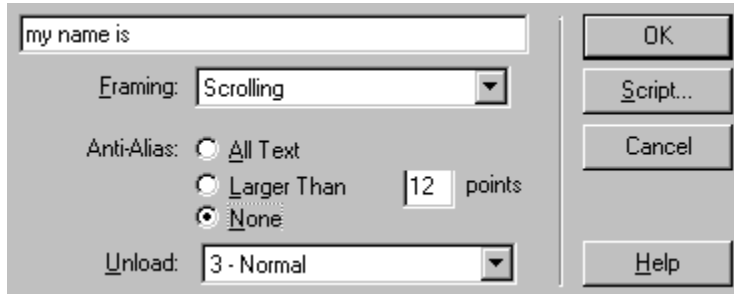 my name is
OK
Framing: Scrolling
Script...
Anti-Alias: All Text
Cancel
Larger Than 12 points
None
Unload: 3 - Normal
Help